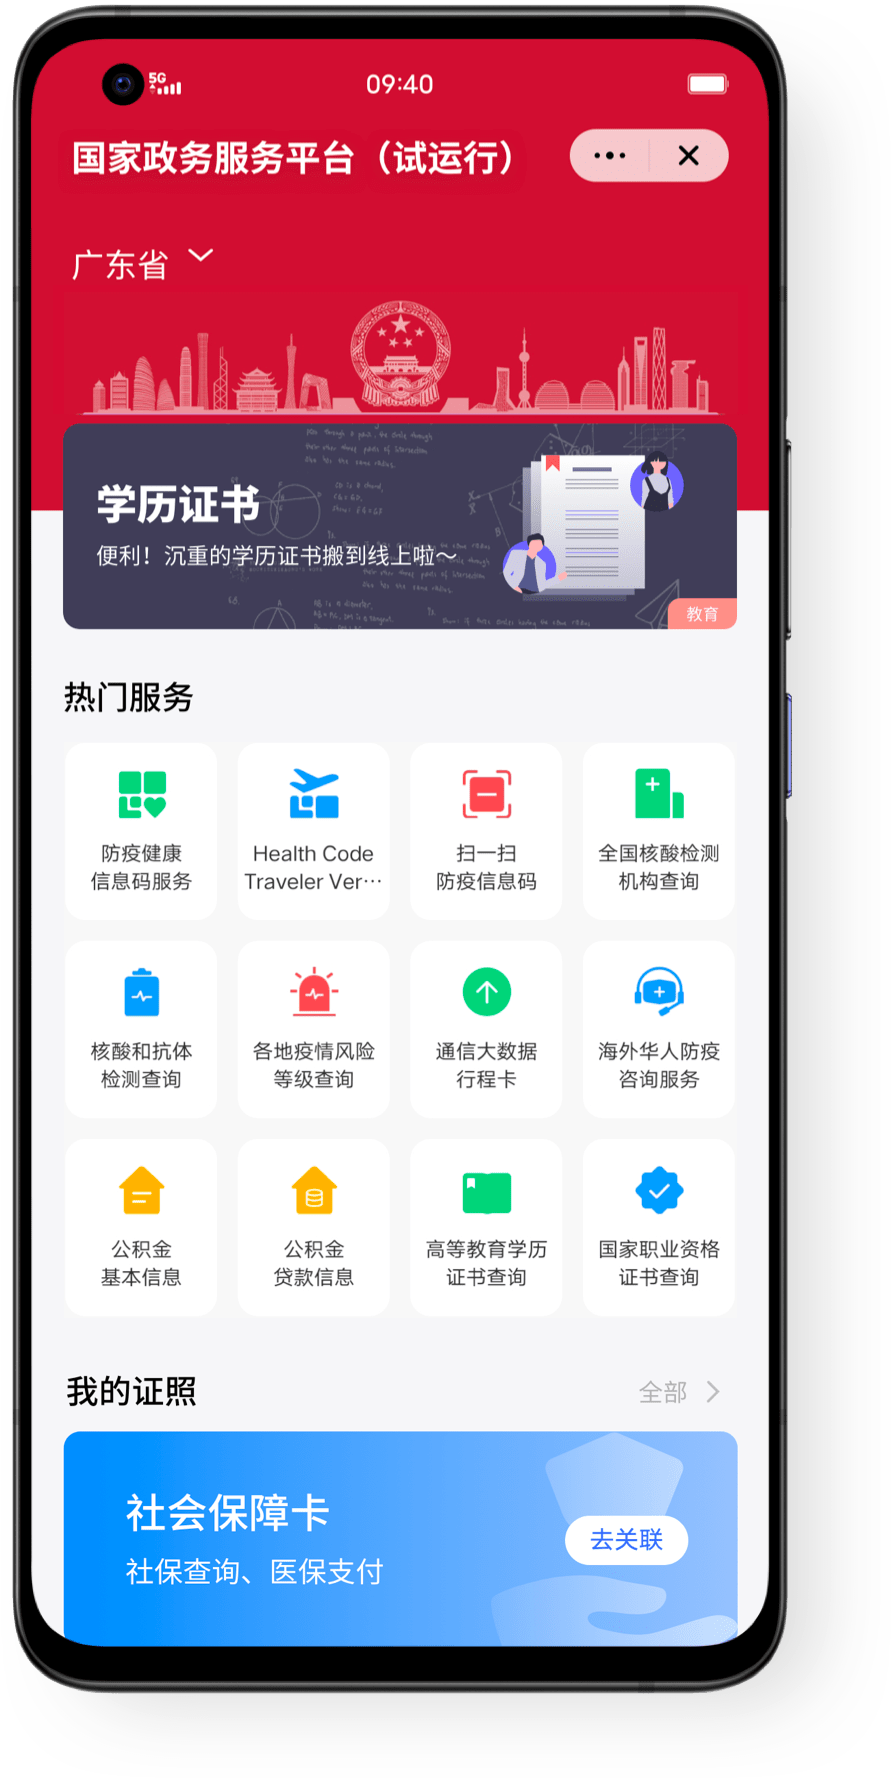 5G
09:40
国家政务服务平台（试运行）
广东省
学历证书
便利！沉重的学历证书搬到线上啦～
教育
热门服务
防疫健康
信息码服务
Health Code
Traveler Ver···
扫一扫
防疫信息码
全国核酸检测
机构查询
核酸和抗体
检测查询
各地疫情风险
等级查询
通信大数据
行程卡
海外华人防疫
咨询服务
公积金
基本信息
公积金
贷款信息
高等教育学历
证书查询
国家职业资格
证书查询
我的证照
全部
社会保障卡
社保查询、医保支付
去关联